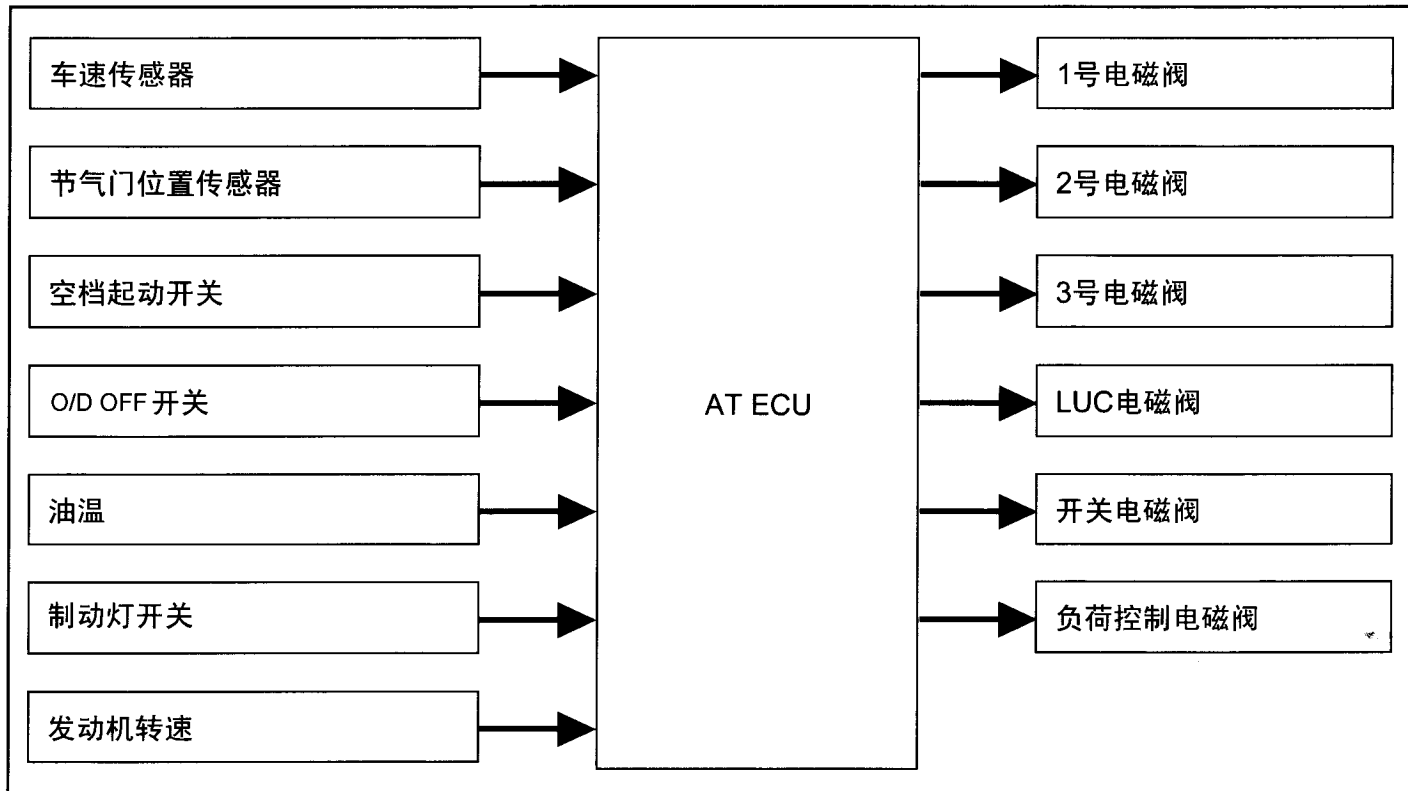 车速传感器
节气门位置传感器
空档起动开关
O/D OFF 开关
油温
制动灯开关
发动机转速
AT ECU
1号电磁阀
2号电磁阀
3号电磁阀
LUC电磁阀
开关电磁阀
负荷控制电磁阀